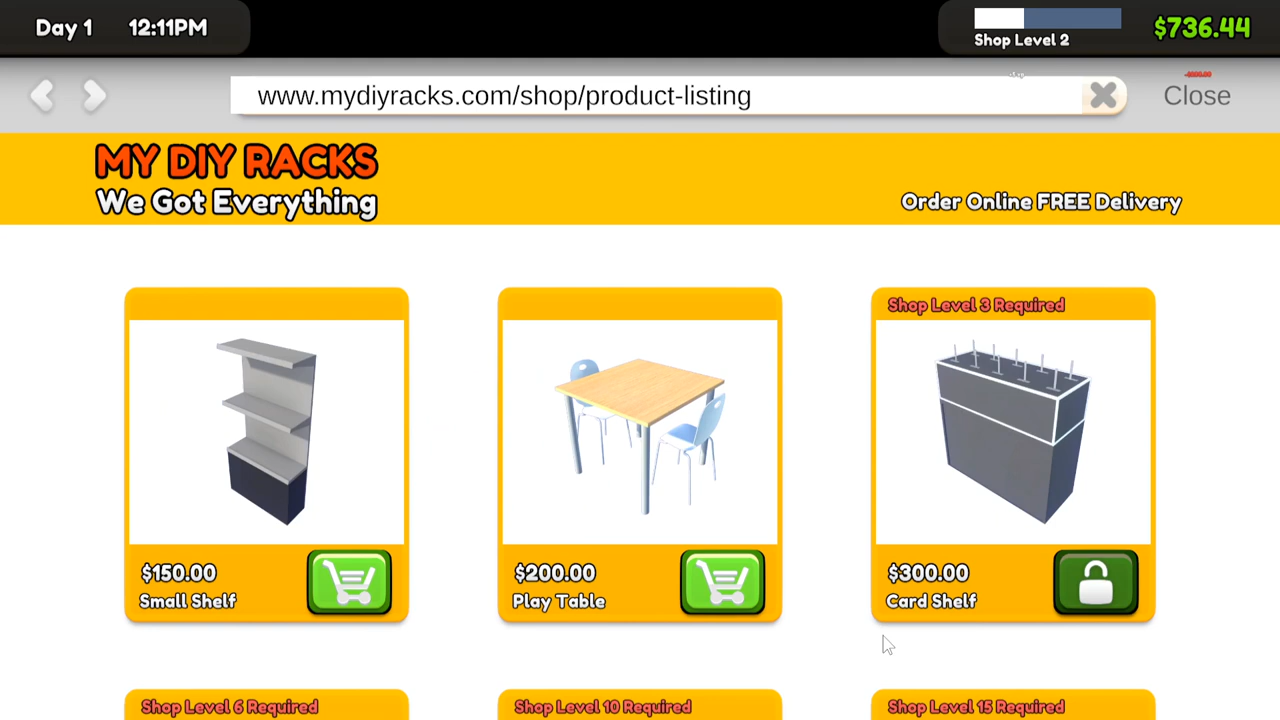 Day 1 12:11PM
Shop Level 2
$736.44
www.mydiyracks.com/shop/product-listing
Close
MY DIY RACKS
We Got Everything
Order Online FREE Delivery
Shop Level 3 Required
$150.00
Small Shelf
$200.00
Play Table
$300.00
Card Shelf
Shop Level 6 Required
Shop Level 10 Required
Shop Level 15 Required